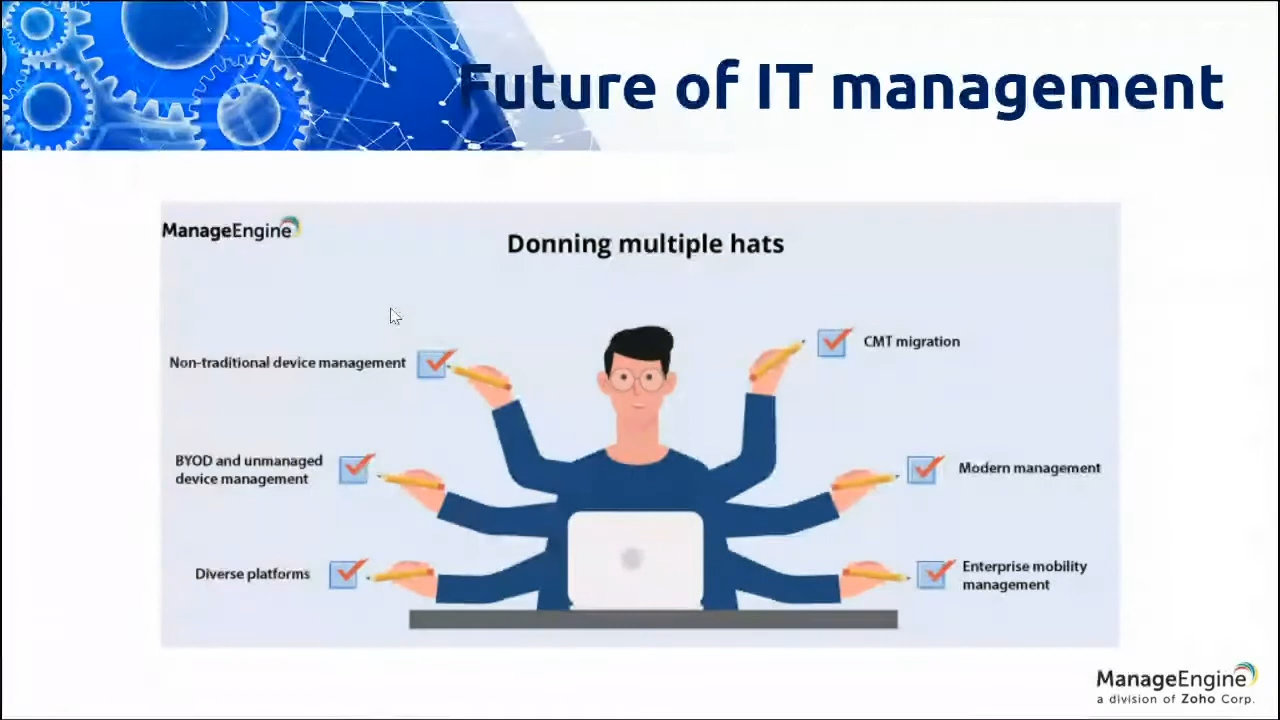 Future of IT management
ManageEngine
Donning multiple hats
Non-traditional device management
CMT migration
BYOD and unmanaged
device management
Modern management
Diverse platforms
Enterprise mobility
management
ManageEngine
a division of Zoho Corp.